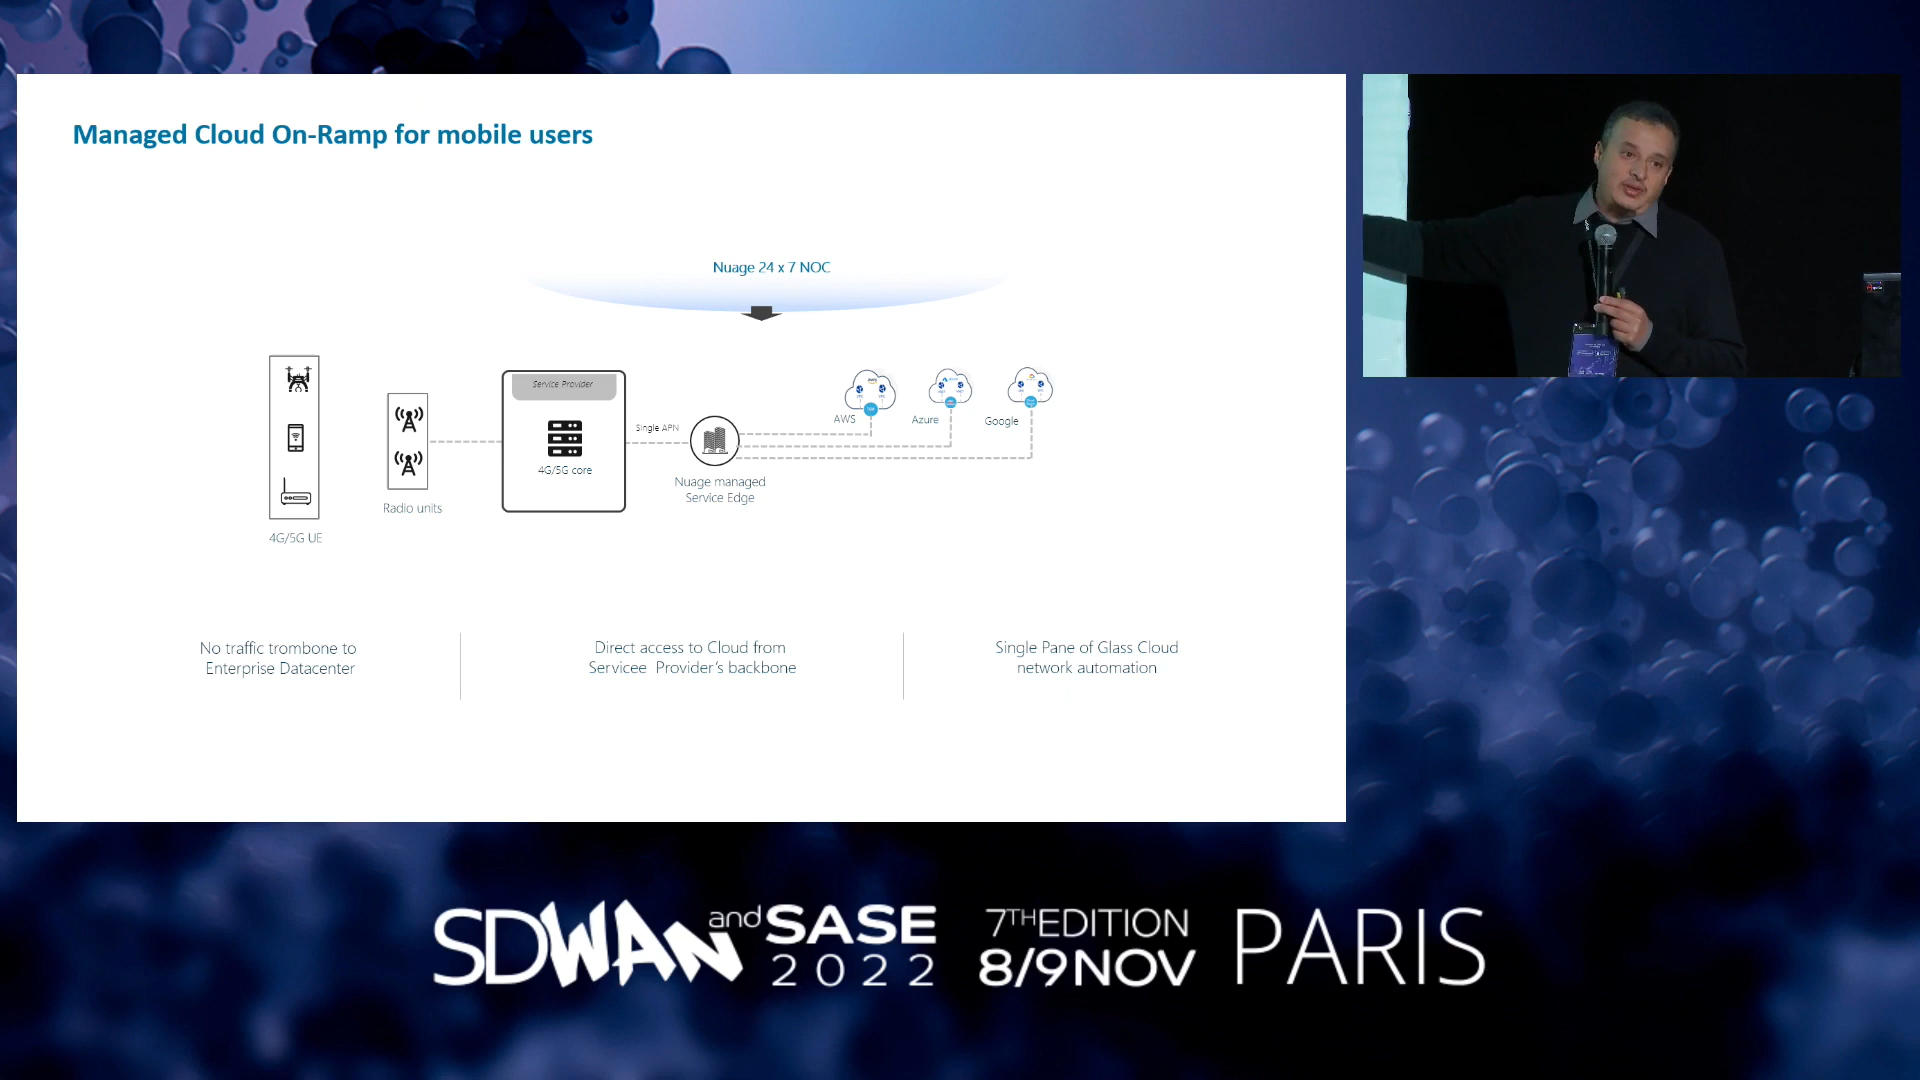 Managed Cloud On-Ramp for mobile users
Nuage 24 x 7 NOC
Service Provider
4G/5G core
Single APN
AWS
Azure
Google
Nuage managed
Service Edge
Radio units
4G/5G UE
No traffic trombone to
Enterprise Datacenter
Direct access to Cloud from
Servicee Provider's backbone
Single Pane of Glass Cloud
network automation
SDWAN and SASE
2022
7TH EDITION
8/9 NOV
PARIS